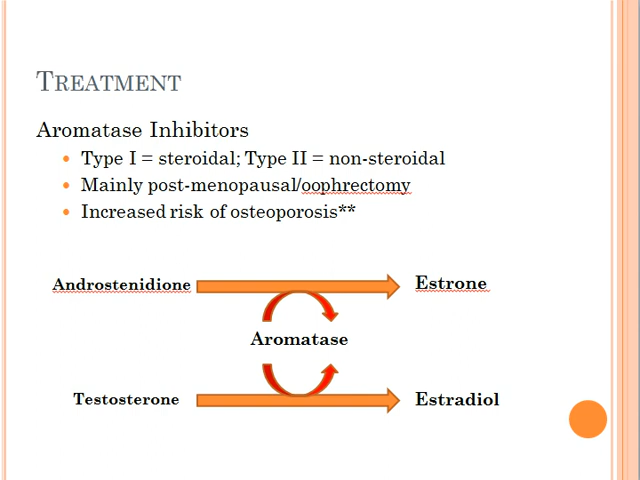 TREATMENT
Aromatase Inhibitors
Type I = steroidal; Type II = non-steroidal
Mainly post-menopausal/oophrectomy
Increased risk of osteoporosis**
Androstenidione
Estrone
Aromatase
Testosterone
Estradiol